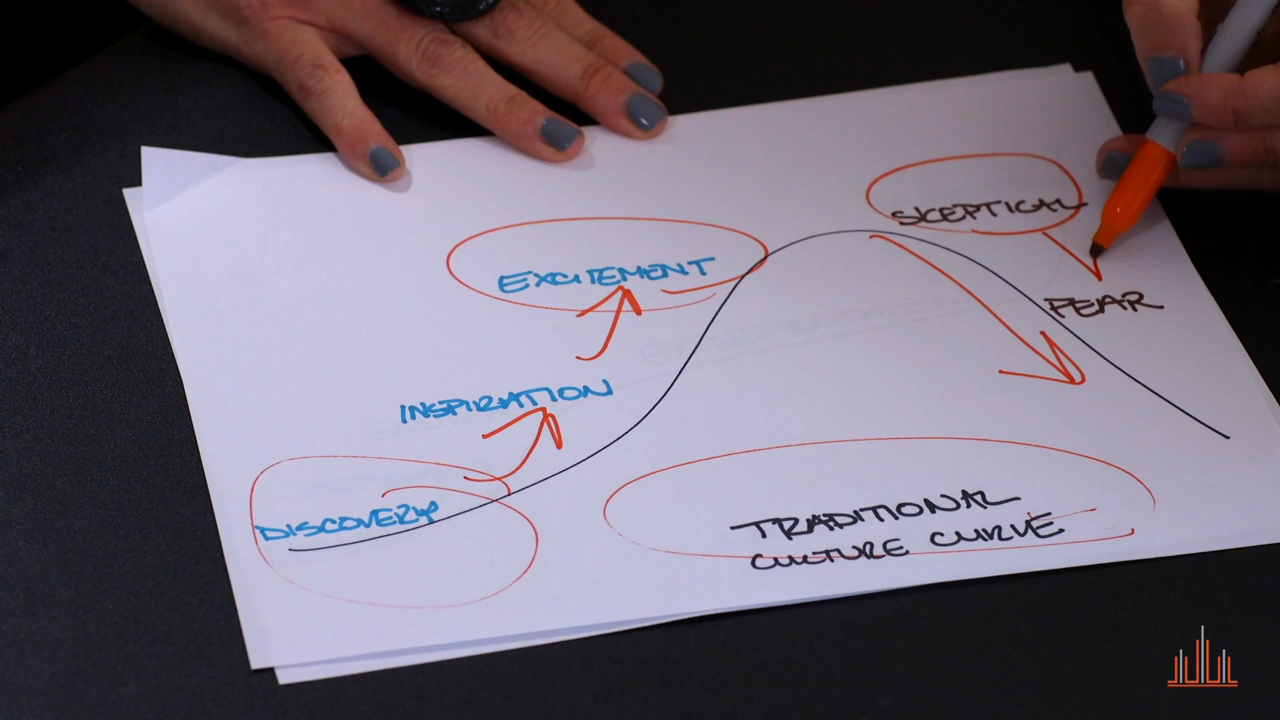 SKEPTICAL
EXCITEMENT
FEAR
INSPIRATION
DISCOVERY
TRADITIONAL
CULTURE CURVE